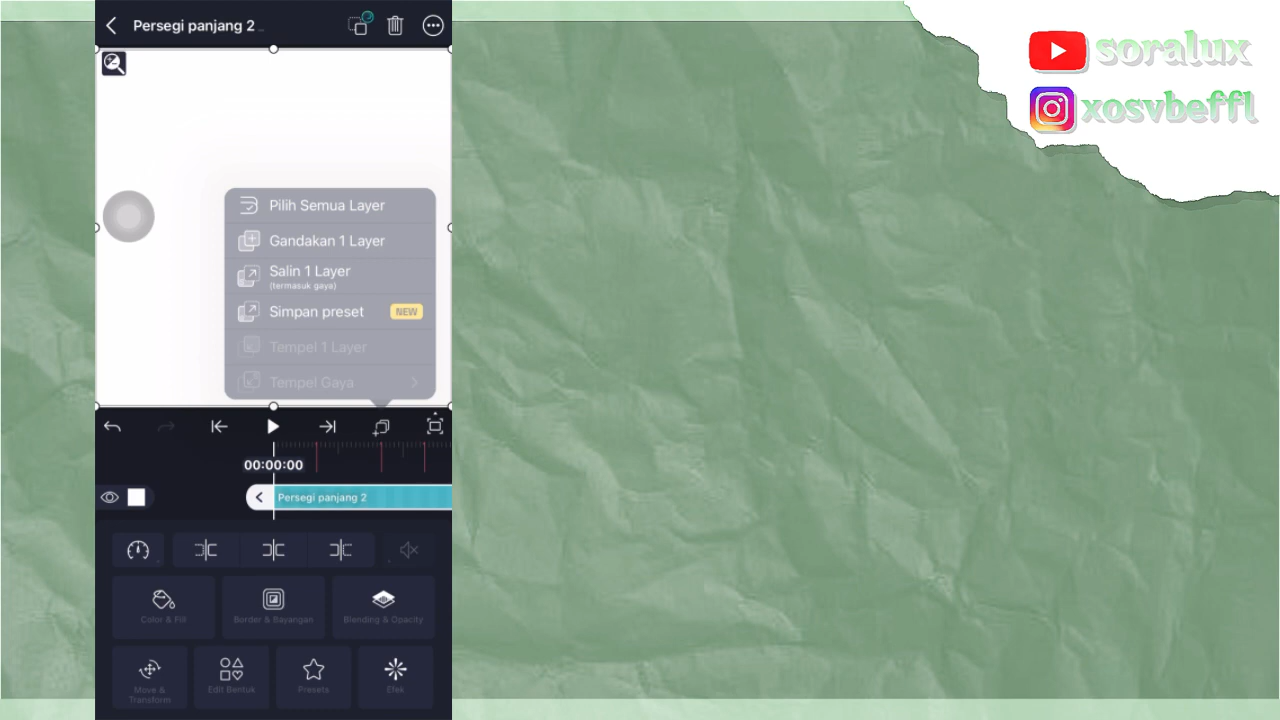 Persegi panjang 2 ..
soralux
xosvbeffl
Pilih Semua Layer
Gandakan 1 Layer
Salin 1 Layer
(termasuk gaya)
Simpan preset NEW
Tempel 1 Layer
Tempel Gaya
00:00:00
Persegi panjang 2
Color & Fill
Border & Bayangan
Blending & Opacity
Move &
Transform
Edit Bentuk
Presets
Efek